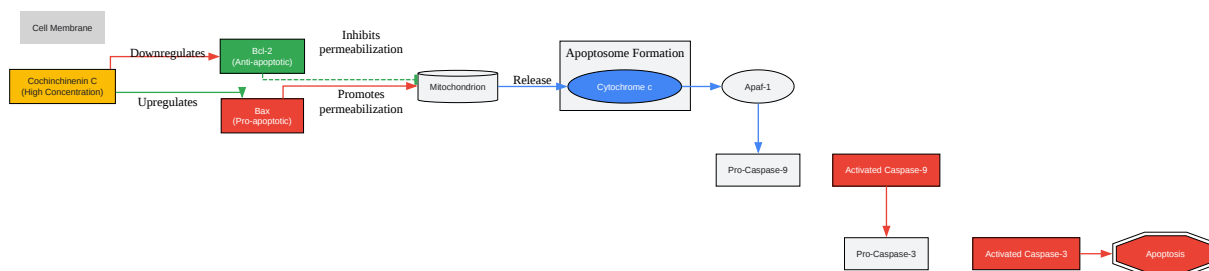 Cell Membrane
Cochinchinenin C
(High Concentration)
Downregulates
Upregulates
Bcl-2
(Anti-apoptotic)
Bax
(Pro-apoptotic)
Inhibits
permeabilization
Promotes
permeabilization
Mitochondrion
Release
Apoptosome Formation
Cytochrome c
Apaf-1
Pro-Caspase-9
Activated Caspase-9
Pro-Caspase-3
Activated Caspase-3
Apoptosis